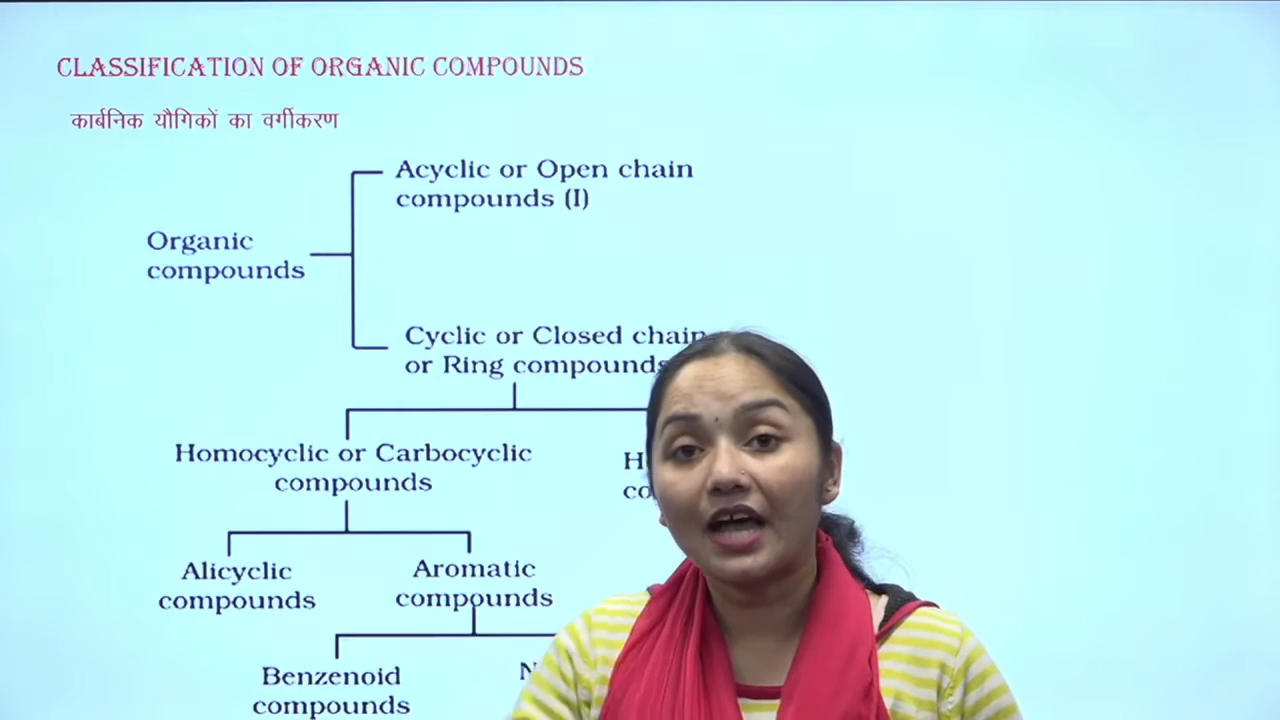 CLASSIFICATION OF ORGANIC COMPOUNDS
कार्बनिक यौगिकों का वर्गीकरण
Acyclic or Open chain
compounds (I)
Organic
compounds
Cyclic or Closed chain
or Ring compounds
Homocyclic or Carbocyclic
compounds
Alicyclic
compounds
Aromatic
compounds
Benzenoid
compounds